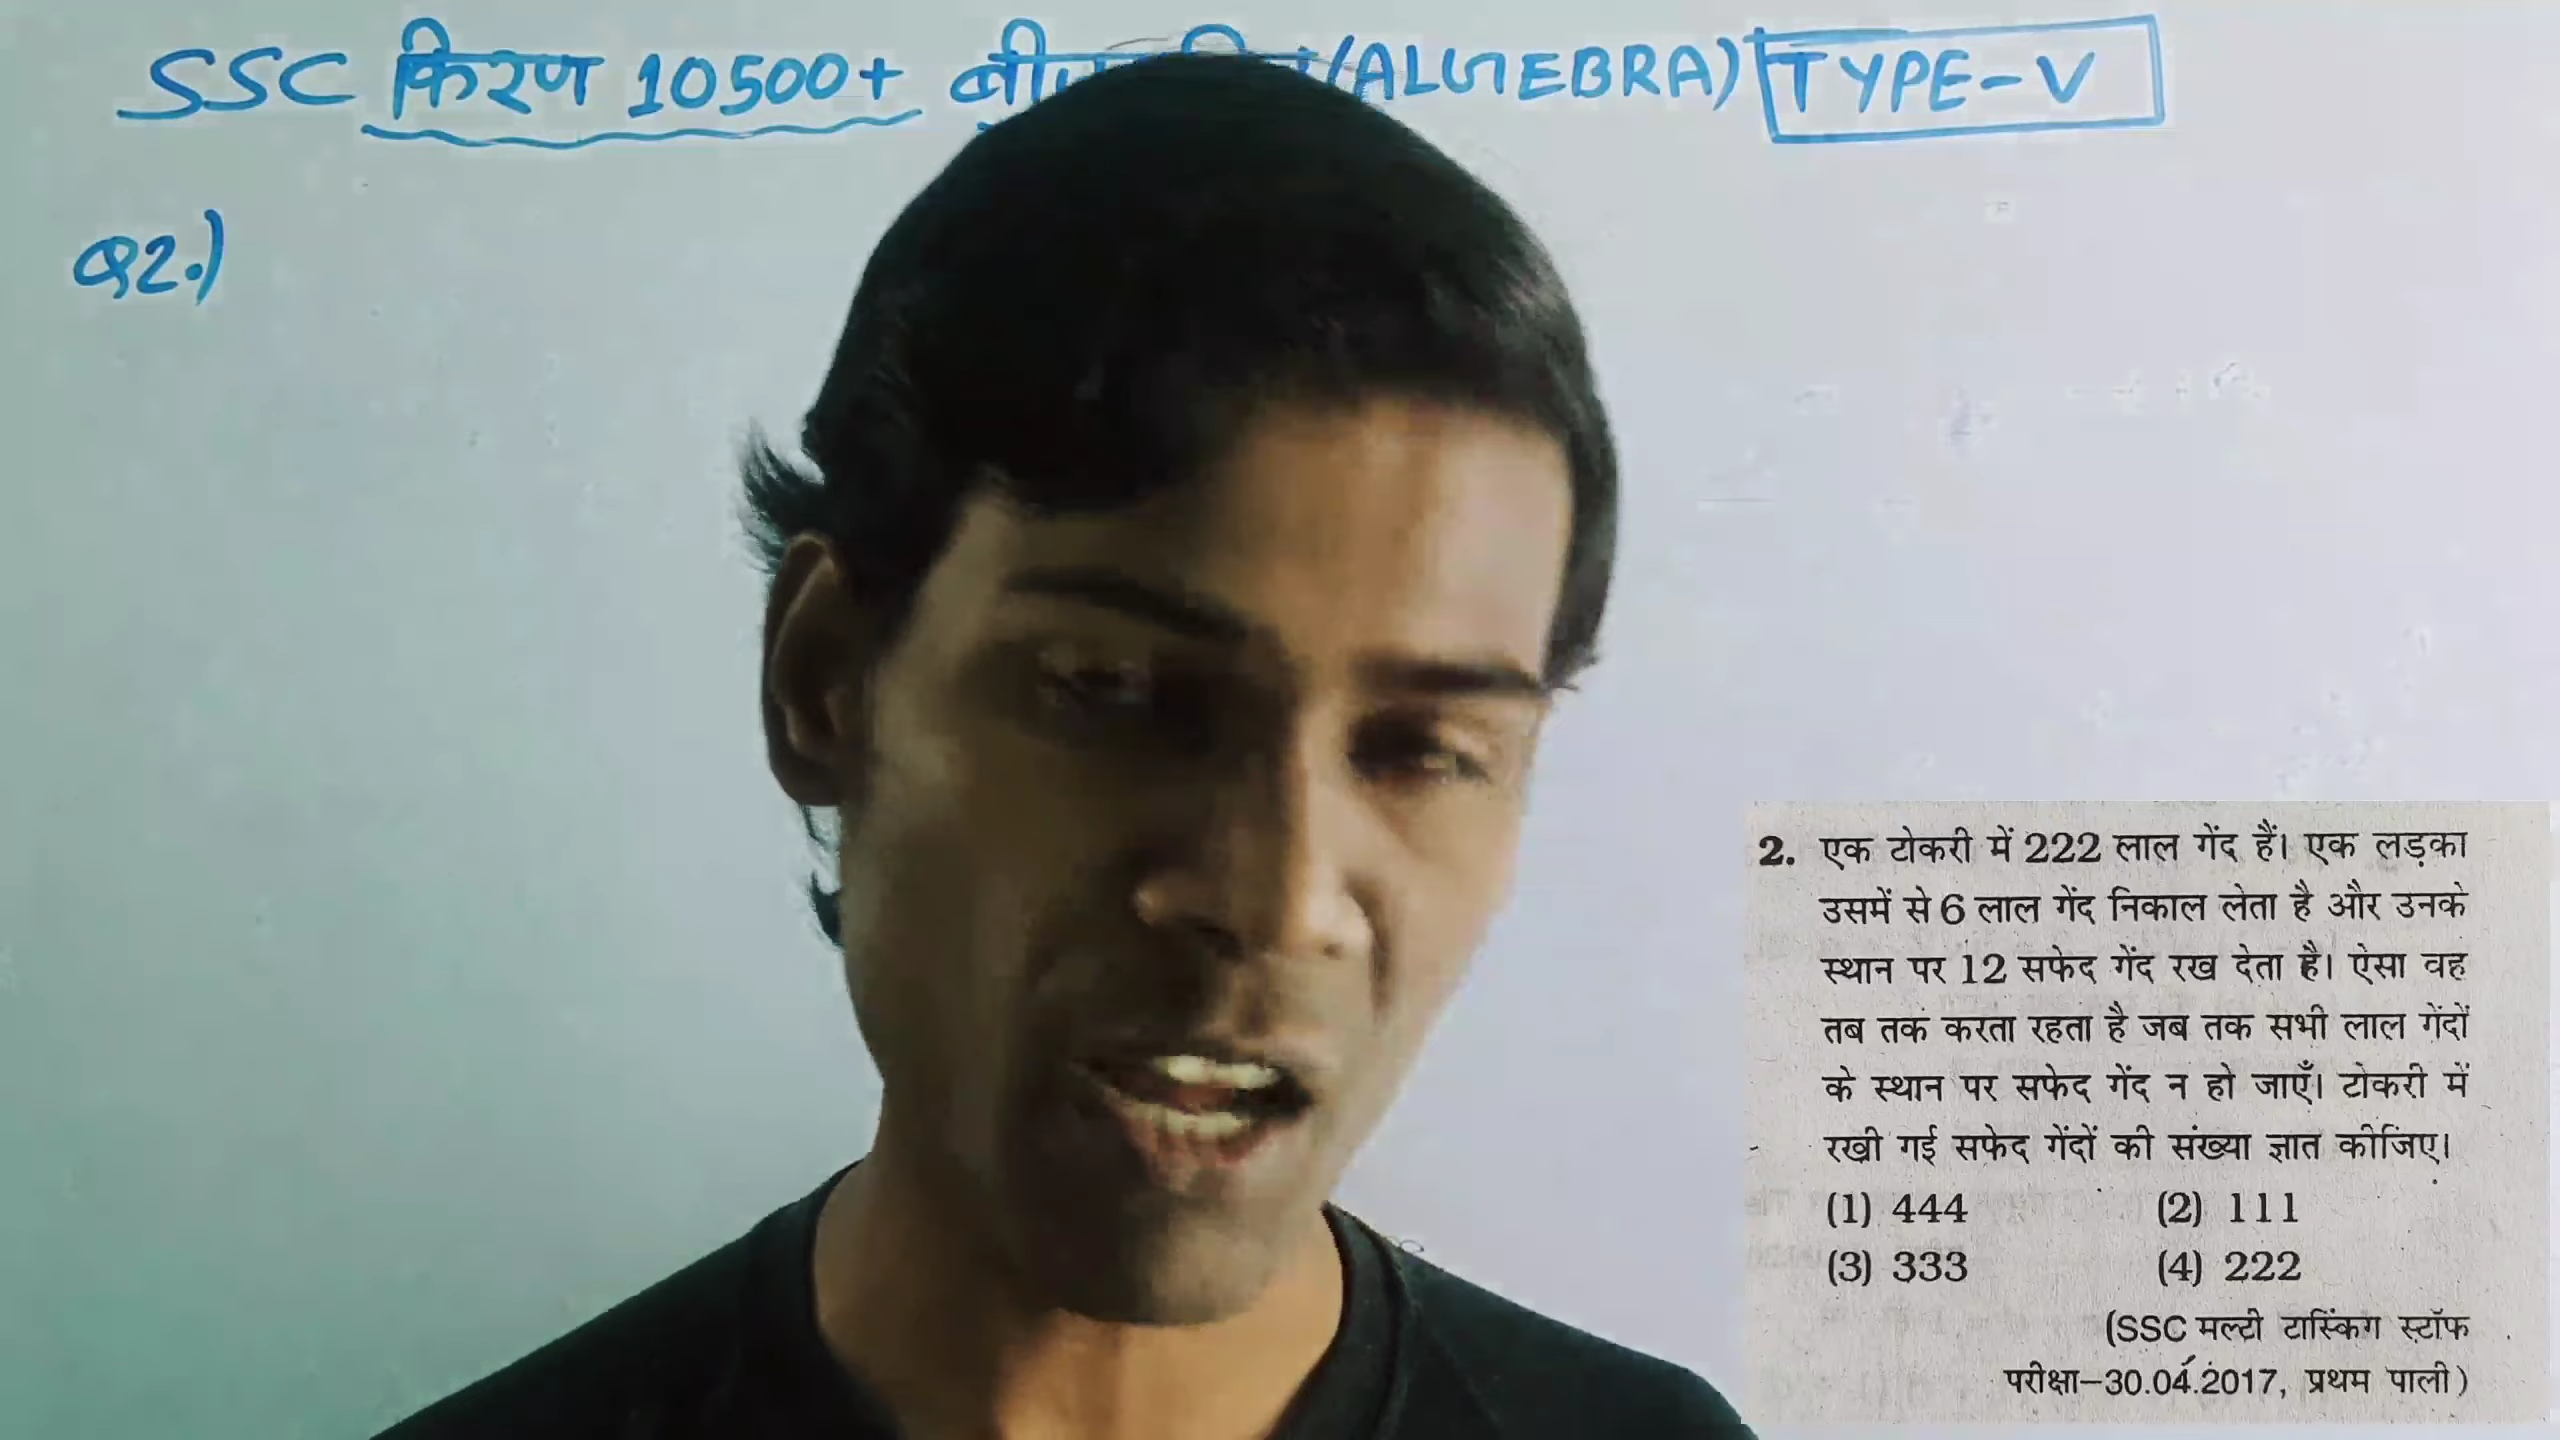 SSC किरण 10500+ (ALGEBRA) TYPE-V
Q2.)
2. एक टोकरी में 222 लाल गेंद हैं। एक लड़का
उसमें से 6 लाल गेंद निकाल लेता है और उनके
स्थान पर 12 सफेद गेंद रख देता है। ऐसा वह
तब तक करता रहता है जब तक सभी लाल गेंदों
के स्थान पर सफेद गेंद न हो जाएँ। टोकरी में
रखी गई सफेद गेंदों की संख्या ज्ञात कीजिए।
(1) 444 (2) 111
(3) 333 (4) 222
(SSC मल्टी टास्किंग स्टॉफ
परीक्षा–30.04.2017, प्रथम पाली)